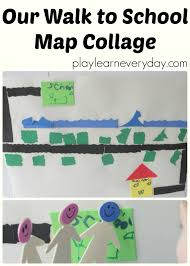 Our Walk to School
Map Collage
playlearneveryday.com